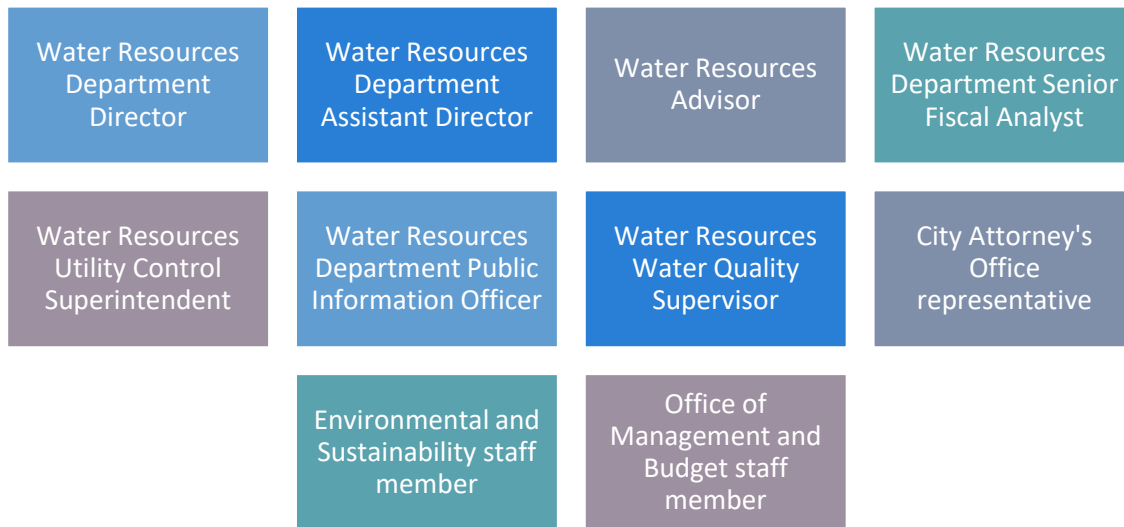 Water Resources
Department
Director
Water Resources
Department
Assistant Director
Water Resources
Advisor
Water Resources
Department Senior
Fiscal Analyst
Water Resources
Utility Control
Superintendent
Water Resources
Department Public
Information Officer
Water Resources
Water Quality
Supervisor
City Attorney's
Office
representative
Environmental and
Sustainability staff
member
Office of
Management and
Budget staff
member